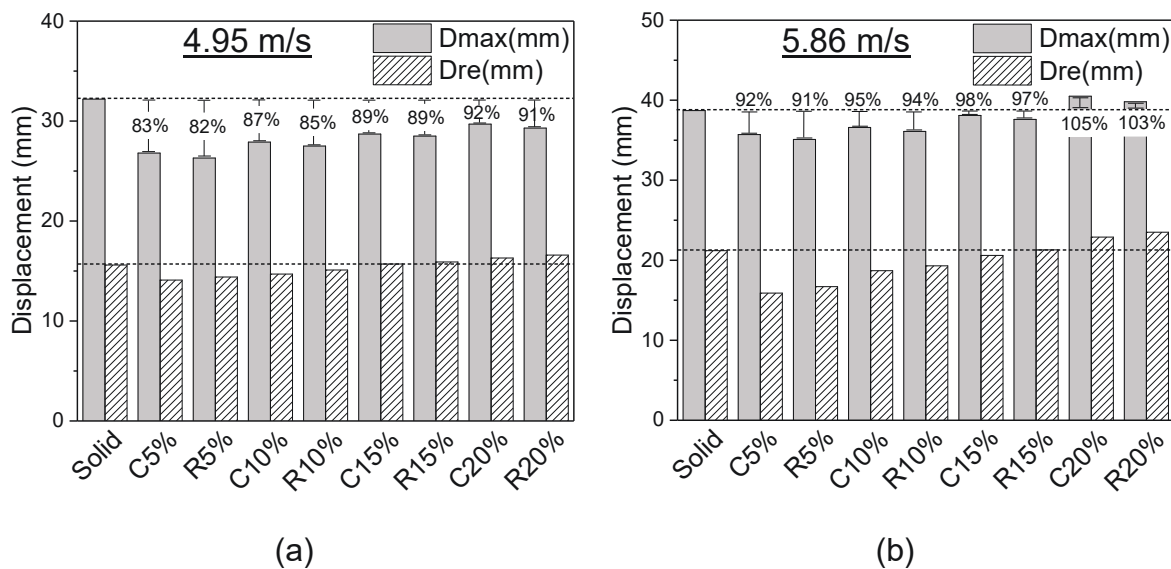 4.95 m/s
Dmax(mm)
Dre(mm)
Displacement (mm)
40
30
20
10
0
83%
82%
87%
85%
89%
89%
92%
91%
Solid
C5%
R5%
C10%
R10%
C15%
R15%
C20%
R20%
(a)
5.86 m/s
Dmax(mm)
Dre(mm)
Displacement (mm)
50
40
30
20
10
0
92%
91%
95%
94%
98%
97%
105%
103%
Solid
C5%
R5%
C10%
R10%
C15%
R15%
C20%
R20%
(b)